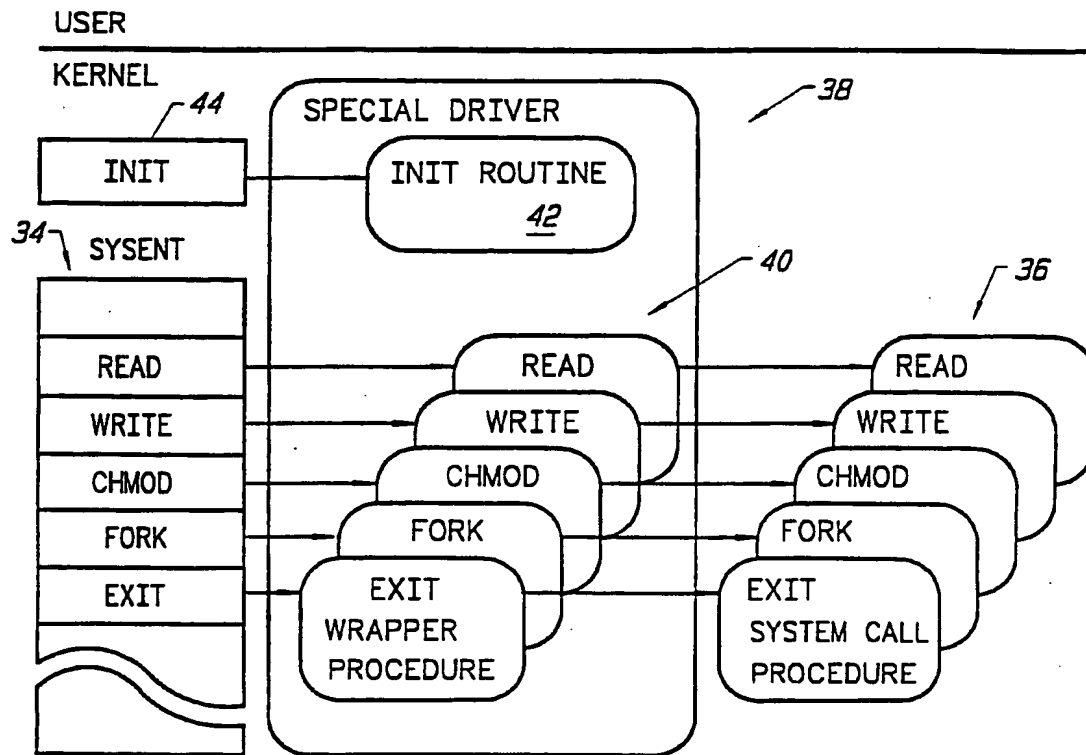 USER
KERNEL
44
38
SPECIAL DRIVER
INIT
INIT ROUTINE
42
34
SYSENT
40
36
READ
READ
READ
WRITE
WRITE
WRITE
CHMOD
CHMOD
CHMOD
FORK
FORK
FORK
EXIT
EXIT
WRAPPER
PROCEDURE
EXIT
SYSTEM CALL
PROCEDURE